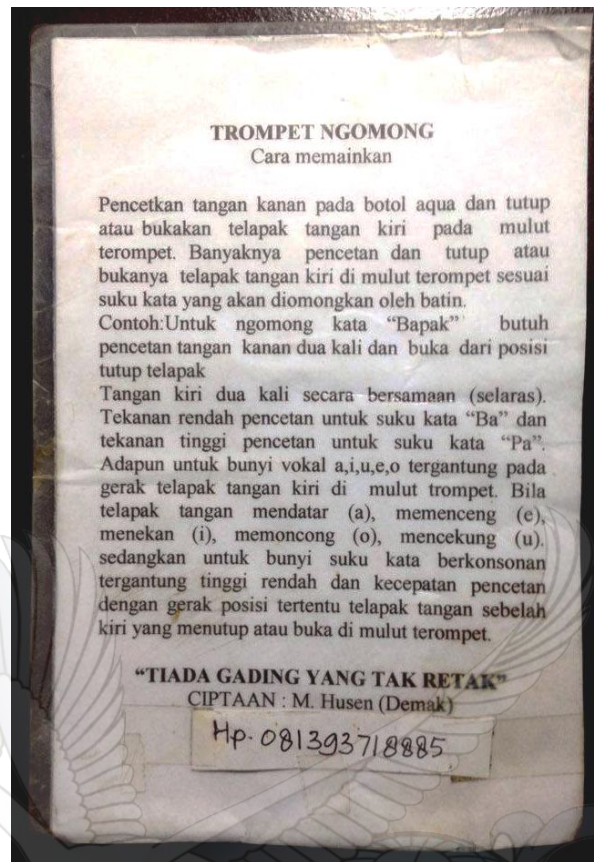 TROMPET NGOMONG
Cara memainkan
Pencetkan tangan kanan pada botol aqua dan tutup
atau bukakan telapak tangan kiri pada mulut
terompet. Banyaknya pencetan dan tutup atau
bukanya telapak tangan kiri di mulut terompet sesuai
suku kata yang akan diomongkan oleh batin.
Contoh:Untuk ngomong kata “Bapak” butuh
pencetan tangan kanan dua kali dan buka dari posisi
tutup telapak
Tangan kiri dua kali secara bersamaan (selaras).
Tekanan rendah pencetan untuk suku kata “Ba” dan
tekanan tinggi pencetan untuk suku kata “Pa”.
Adapun untuk bunyi vokal a,i,u,e,o tergantung pada
gerak telapak tangan kiri di mulut trompet. Bila
telapak tangan mendatar (a), memenceng (e),
menekan (i), memoncong (o), mencekung (u).
sedangkan untuk bunyi suku kata berkonsonan
tergantung tinggi rendah dan kecepatan pencetan
dengan gerak posisi tertentu telapak tangan sebelah
kiri yang menutup atau buka di mulut terompet.
“TIADA GADING YANG TAK RETAK”
CIPTAAN : M. Husen (Demak)
Hp. 081393718885